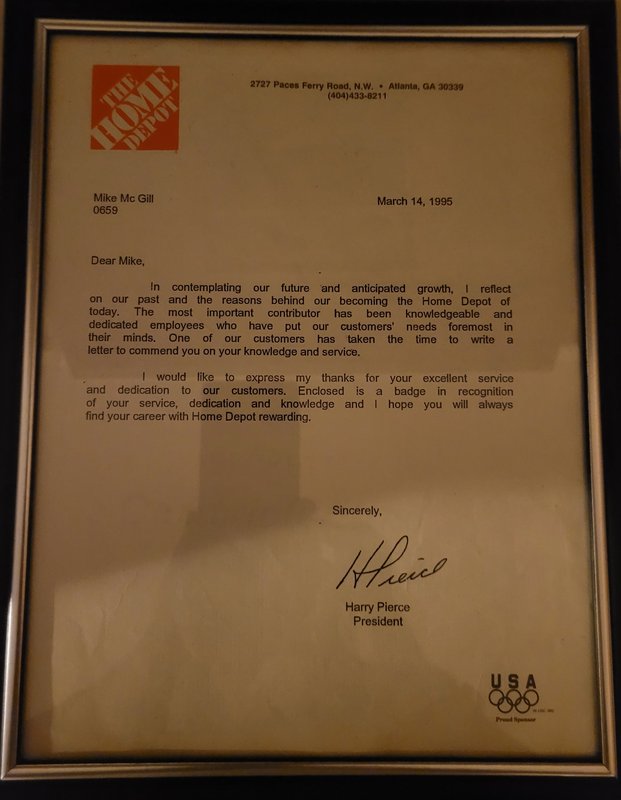 THE
HOME
DEPOT
2727 Paces Ferry Road, N.W. • Atlanta, GA 30339
(404)433-8211
Mike Mc Gill
0659
March 14, 1995
Dear Mike,
In contemplating our future and anticipated growth, I reflect
on our past and the reasons behind our becoming the Home Depot of
today. The most important contributor has been knowledgeable and
dedicated employees who have put our customers' needs foremost in
their minds. One of our customers has taken the time to write a
letter to commend you on your knowledge and service.
I would like to express my thanks for your excellent service
and dedication to our customers. Enclosed is a badge in recognition
of your service, dedication and knowledge and I hope you will always
find your career with Home Depot rewarding.
Sincerely,
H Pierce
Harry Pierce
President
USA
Proud Sponsor